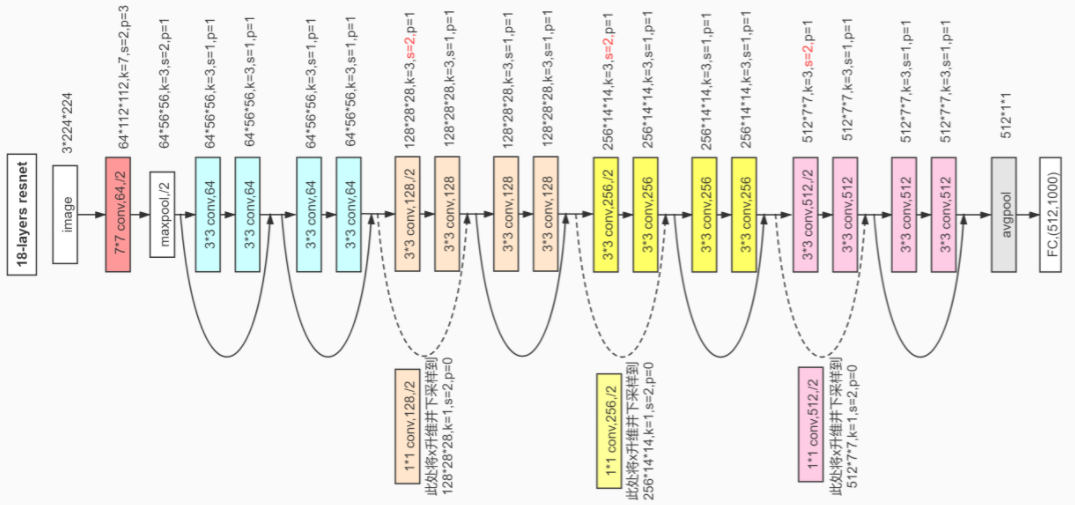 18-layers resnet
image
3*224*224
7*7 conv,64,/2
64*112*112,k=7,s=2,p=3
maxpool,/2
64*56*56,k=3,s=2,p=1
3*3 conv,64
64*56*56,k=3,s=1,p=1
3*3 conv,64
64*56*56,k=3,s=1,p=1
3*3 conv,64
64*56*56,k=3,s=1,p=1
3*3 conv,64
64*56*56,k=3,s=1,p=1
3*3 conv,128,/2
128*28*28,k=3,s=2,p=1
3*3 conv,128
128*28*28,k=3,s=1,p=1
1*1 conv,128,/2
此处将x升维并下采样到
128*28*28,k=1,s=2,p=0
3*3 conv,128
128*28*28,k=3,s=1,p=1
3*3 conv,128
128*28*28,k=3,s=1,p=1
3*3 conv,256,/2
256*14*14,k=3,s=2,p=1
3*3 conv,256
256*14*14,k=3,s=1,p=1
1*1 conv,256,/2
此处将x升维并下采样到
256*14*14,k=1,s=2,p=0
3*3 conv,256
256*14*14,k=3,s=1,p=1
3*3 conv,256
256*14*14,k=3,s=1,p=1
3*3 conv,512,/2
512*7*7,k=3,s=2,p=1
3*3 conv,512
512*7*7,k=3,s=1,p=1
1*1 conv,512,/2
此处将x升维并下采样到
512*7*7,k=1,s=2,p=0
3*3 conv,512
512*7*7,k=3,s=1,p=1
3*3 conv,512
512*7*7,k=3,s=1,p=1
avgpool
512*1*1
FC,(512,1000)